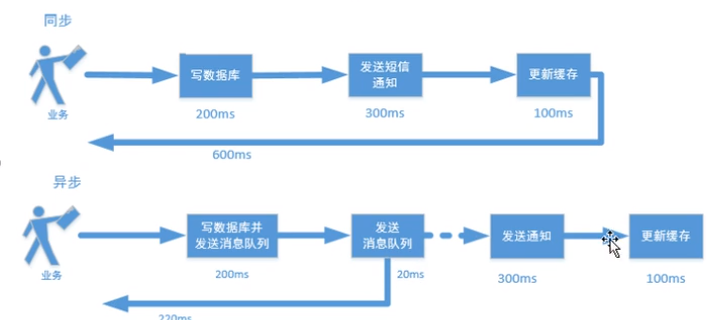 同步
业务
写数据库
发送短信
通知
更新缓存
200ms
300ms
100ms
600ms
异步
业务
写数据库并
发送消息队列
发送
消息队列
发送通知
更新缓存
200ms
20ms
300ms
100ms
220ms